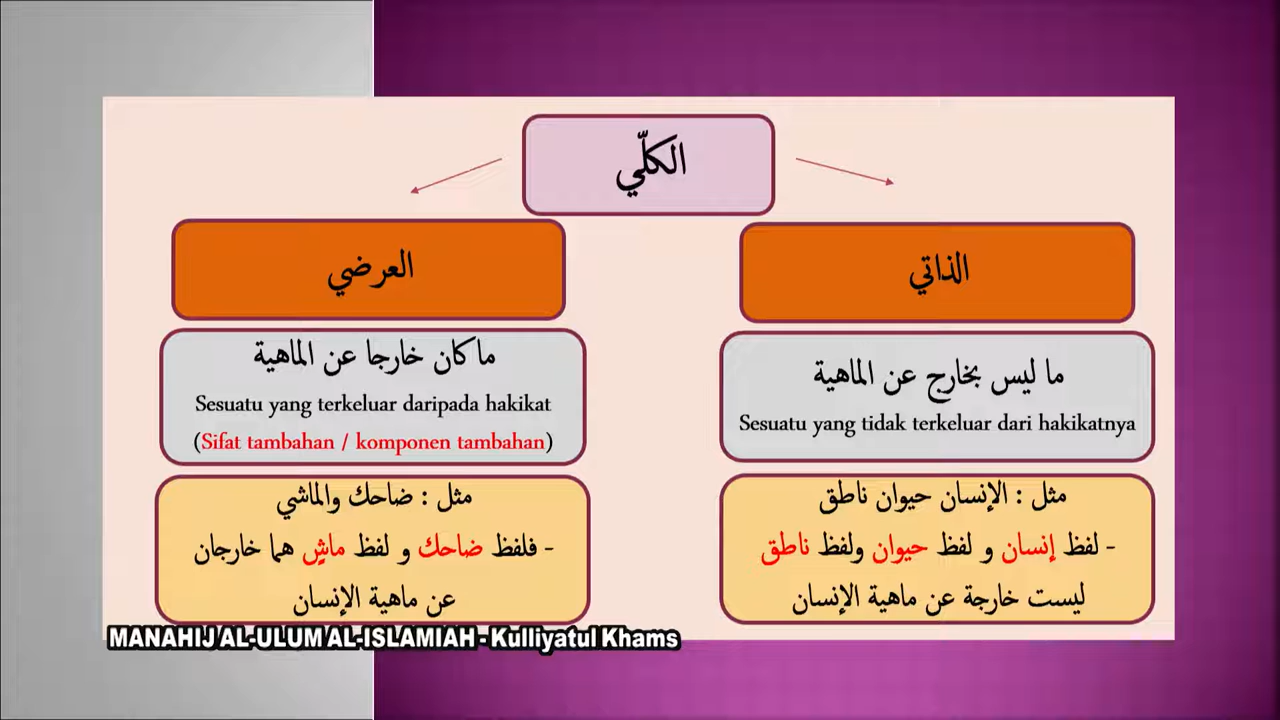 الكلّي
الذاتي
ما ليس بخارج عن الماهية
Sesuatu yang tidak terkeluar dari hakikatnya
مثل : الإنسان حيوان ناطق
- لفظ إنسان و لفظ حيوان ولفظ ناطق
ليست خارجة عن ماهية الإنسان
العرضي
ما كان خارجا عن الماهية
Sesuatu yang terkeluar daripada hakikat
(Sifat tambahan / komponen tambahan)
مثل : ضاحك والماشي
- فلفظ ضاحك و لفظ ماشٍ هما خارجان
عن ماهية الإنسان
MANAHIJ AL-ULUM AL-ISLAMIAH - Kulliyatul Khams